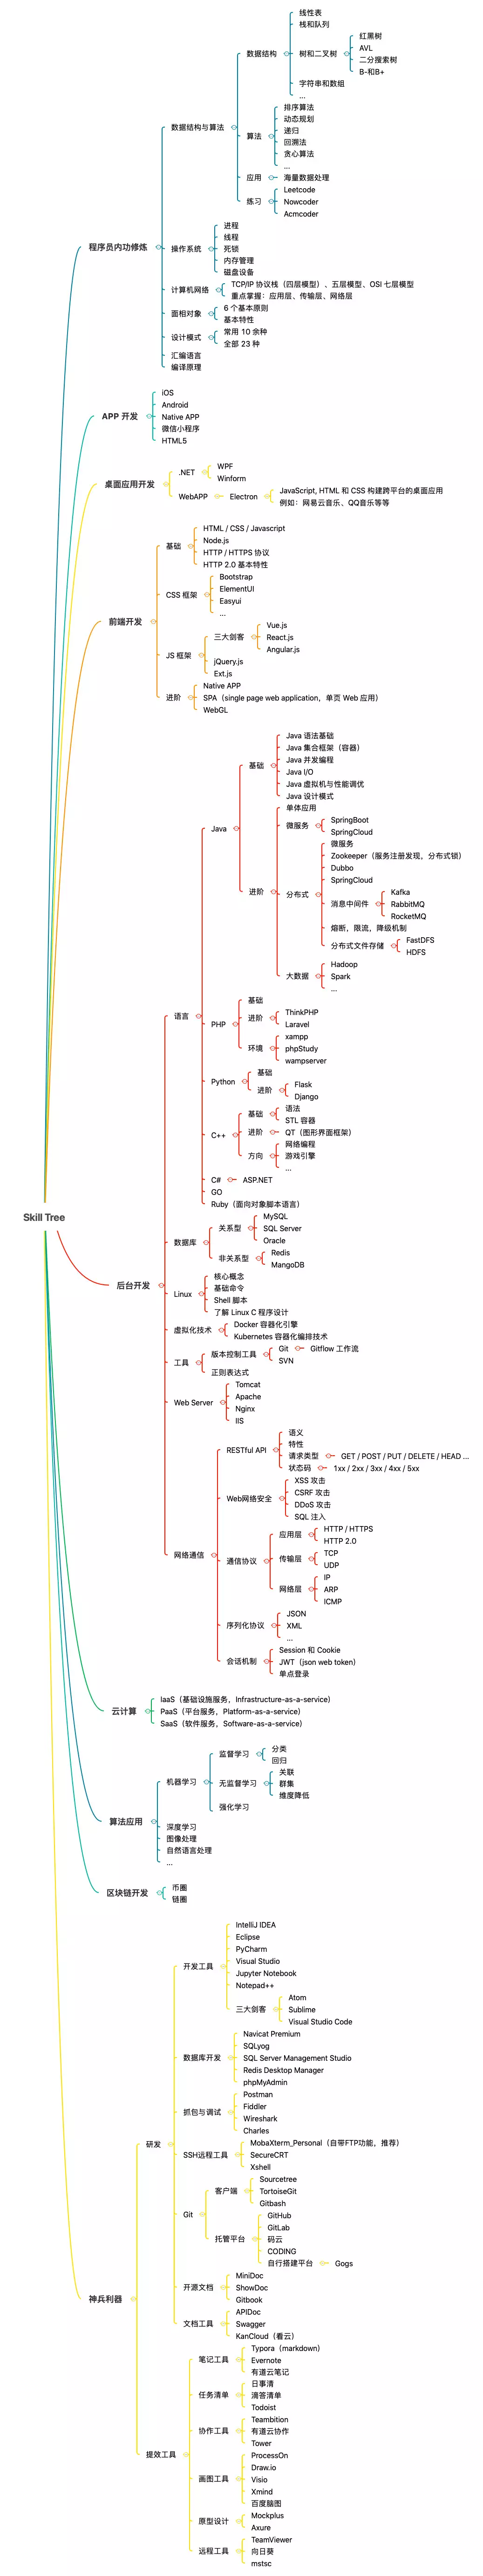 Skill Tree
程序员内功修炼
数据结构与算法
数据结构
线性表
栈和队列
树和二叉树
红黑树
AVL
二分搜索树
B-和B+
字符串和数组
...
算法
排序算法
动态规划
递归
回溯法
贪心算法
...
应用
海量数据处理
练习
Leetcode
Nowcoder
Acmcoder
操作系统
进程
线程
死锁
内存管理
磁盘设备
计算机网络
TCP/IP 协议栈（四层模型）、五层模型、OSI 七层模型
重点掌握：应用层、传输层、网络层
面相对象
6 个基本原则
基本特性
设计模式
常用 10 余种
全部 23 种
汇编语言
编译原理
APP 开发
iOS
Android
Native APP
微信小程序
HTML5
桌面应用开发
.NET
WPF
Winform
WebAPP
Electron
JavaScript, HTML 和 CSS 构建跨平台的桌面应用
例如：网易云音乐、QQ音乐等等
前端开发
基础
HTML / CSS / Javascript
Node.js
HTTP / HTTPS 协议
HTTP 2.0 基本特性
CSS 框架
Bootstrap
ElementUI
Easyui
...
JS 框架
三大剑客
Vue.js
React.js
Angular.js
jQuery.js
Ext.js
进阶
Native APP
SPA（single page web application，单页 Web 应用）
WebGL
后台开发
语言
Java
基础
Java 语法基础
Java 集合框架（容器）
Java 并发编程
Java I/O
Java 虚拟机与性能调优
Java 设计模式
进阶
单体应用
微服务
SpringBoot
SpringCloud
分布式
微服务
Zookeeper（服务注册发现，分布式锁）
Dubbo
SpringCloud
消息中间件
Kafka
RabbitMQ
RocketMQ
熔断，限流，降级机制
分布式文件存储
FastDFS
HDFS
大数据
Hadoop
Spark
...
PHP
基础
进阶
ThinkPHP
Laravel
环境
xampp
phpStudy
wampserver
Python
基础
进阶
Flask
Django
C++
基础
语法
STL 容器
进阶
QT（图形界面框架）
方向
网络编程
游戏引擎
...
C#
ASP.NET
GO
Ruby（面向对象脚本语言）
数据库
关系型
MySQL
SQL Server
Oracle
非关系型
Redis
MangoDB
Linux
核心概念
基础命令
Shell 脚本
了解 Linux C 程序设计
虚拟化技术
Docker 容器化引擎
Kubernetes 容器化编排技术
工具
版本控制工具
Git
Gitflow 工作流
SVN
正则表达式
Web Server
Tomcat
Apache
Nginx
IIS
网络通信
RESTful API
语义
特性
请求类型
GET / POST / PUT / DELETE / HEAD ...
状态码
1xx / 2xx / 3xx / 4xx / 5xx
Web网络安全
XSS 攻击
CSRF 攻击
DDoS 攻击
SQL 注入
通信协议
应用层
HTTP / HTTPS
HTTP 2.0
传输层
TCP
UDP
网络层
IP
ARP
ICMP
序列化协议
JSON
XML
...
会话机制
Session 和 Cookie
JWT（json web token）
单点登录
云计算
IaaS（基础设施服务，Infrastructure-as-a-service）
PaaS（平台服务，Platform-as-a-service）
SaaS（软件服务，Software-as-a-service）
算法应用
机器学习
监督学习
分类
回归
无监督学习
关联
群集
维度降低
强化学习
深度学习
图像处理
自然语言处理
...
区块链开发
币圈
链圈
神兵利器
研发
开发工具
IntelliJ IDEA
Eclipse
PyCharm
Visual Studio
Jupyter Notebook
Notepad++
三大剑客
Atom
Sublime
Visual Studio Code
数据库开发
Navicat Premium
SQLyog
SQL Server Management Studio
Redis Desktop Manager
phpMyAdmin
抓包与调试
Postman
Fiddler
Wireshark
Charles
SSH远程工具
MobaXterm_Personal（自带FTP功能，推荐）
SecureCRT
Xshell
Git
客户端
Sourcetree
TortoiseGit
Gitbash
托管平台
GitHub
GitLab
码云
CODING
自行搭建平台
Gogs
开源文档
MiniDoc
ShowDoc
Gitbook
文档工具
APIDoc
Swagger
KanCloud（看云）
提效工具
笔记工具
Typora（markdown）
Evernote
有道云笔记
任务清单
日事清
滴答清单
Todoist
协作工具
Teambition
有道云协作
Tower
画图工具
ProcessOn
Draw.io
Visio
Xmind
百度脑图
原型设计
Mockplus
Axure
远程工具
TeamViewer
向日葵
mstsc